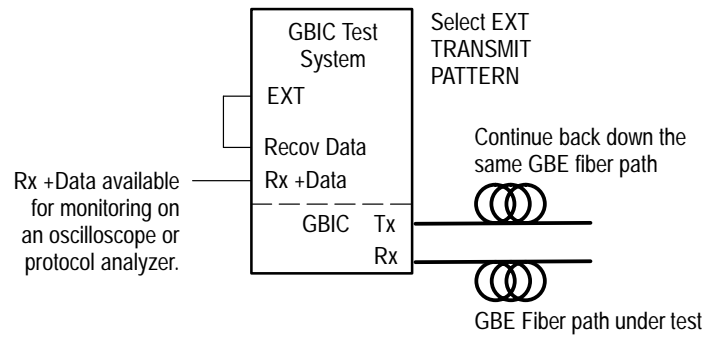 GBIC Test
System
Select EXT
TRANSMIT
PATTERN
EXT
Recov Data
Rx +Data
Rx +Data available
for monitoring on
an oscilloscope or
protocol analyzer.
Continue back down the
same GBE fiber path
GBIC Tx
Rx
GBE Fiber path under test